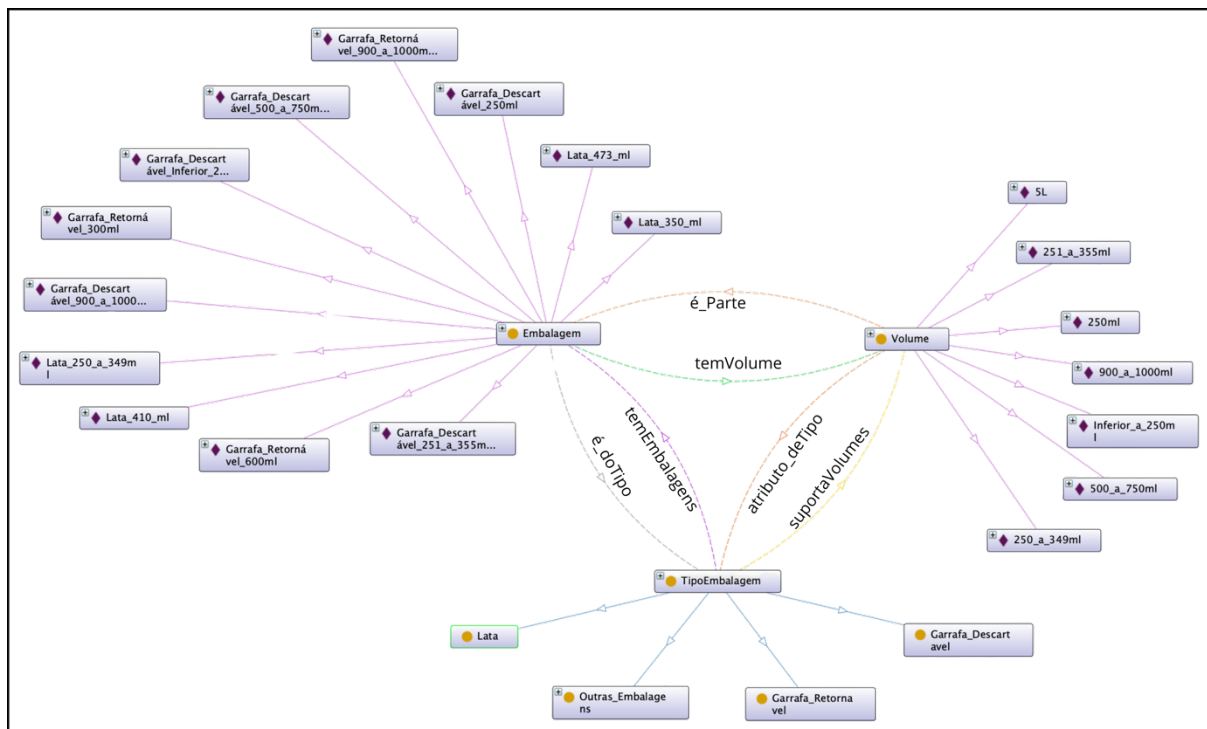 Garrafa_Retorná
vel_900_a_1000m...
Garrafa_Descart
ável_500_a_750m...
Garrafa_Descart
ável_250ml
Garrafa_Descart
ável_Inferior_2...
Lata_473_ml
Garrafa_Retorná
vel_300ml
Lata_350_ml
Garrafa_Descart
ável_900_a_1000...
Lata_250_a_349m
l
Lata_410_ml
Garrafa_Retorná
vel_600ml
Garrafa_Descart
ável_251_a_355m...
Embalagem
é_Parte
temVolume
Volume
5L
251_a_355ml
250ml
900_a_1000ml
Inferior_a_250m
l
500_a_750ml
250_a_349ml
é_doTipo
temEmbalagens
atributo_deTipo
suportaVolumes
TipoEmbalagem
Lata
Outras_Embalage
ns
Garrafa_Retorna
vel
Garrafa_Descart
avel